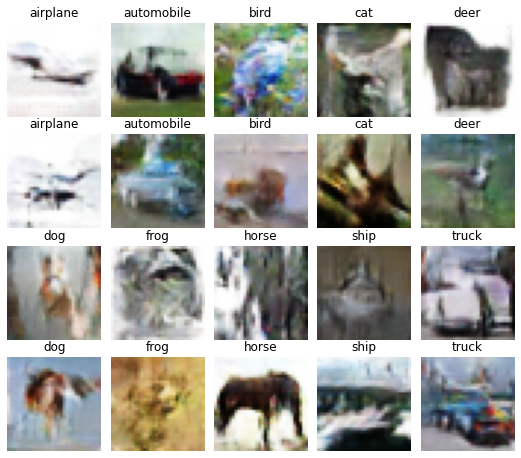 airplane automobile bird cat deer
airplane automobile bird cat deer
dog frog horse ship truck
dog frog horse ship truck